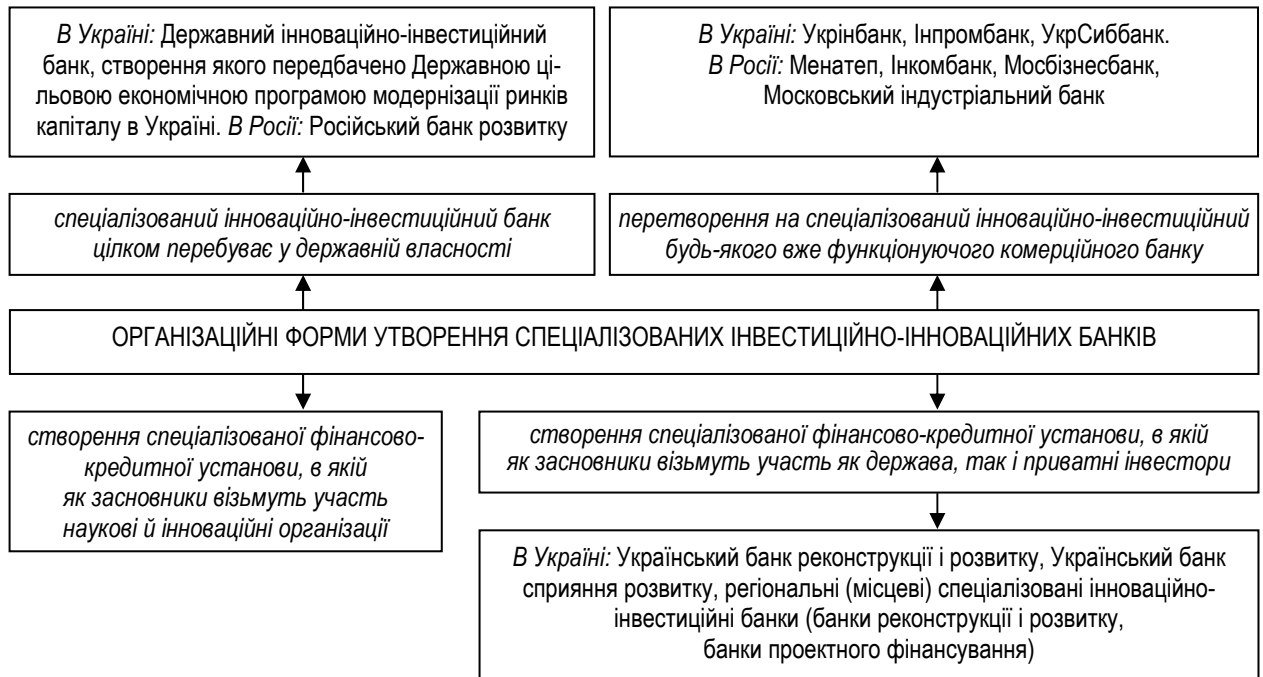 В Україні: Державний інноваційно-інвестиційний
банк, створення якого передбачено Державною ці-
льовою економічною програмою модернізації ринків
капіталу в Україні. В Росії: Російський банк розвитку
В Україні: Укрінбанк, Інпромбанк, УкрСиббанк.
В Росії: Менатеп, Інкомбанк, Мосбізнесбанк,
Московський індустріальний банк
спеціалізований інноваційно-інвестиційний банк
цілком перебуває у державній власності
перетворення на спеціалізований інноваційно-інвестиційний
будь-якого вже функціонуючого комерційного банку
ОРГАНІЗАЦІЙНІ ФОРМИ УТВОРЕННЯ СПЕЦІАЛІЗОВАНИХ ІНВЕСТИЦІЙНО-ІННОВАЦІЙНИХ БАНКІВ
створення спеціалізованої фінансово-
кредитної установи, в якій
як засновники візьмуть участь
наукові й інноваційні організації
створення спеціалізованої фінансово-кредитної установи, в якій
як засновники візьмуть участь як держава, так і приватні інвестори
В Україні: Український банк реконструкції і розвитку, Український банк
сприяння розвитку, регіональні (місцеві) спеціалізовані інноваційно-
інвестиційні банки (банки реконструкції і розвитку,
банки проектного фінансування)